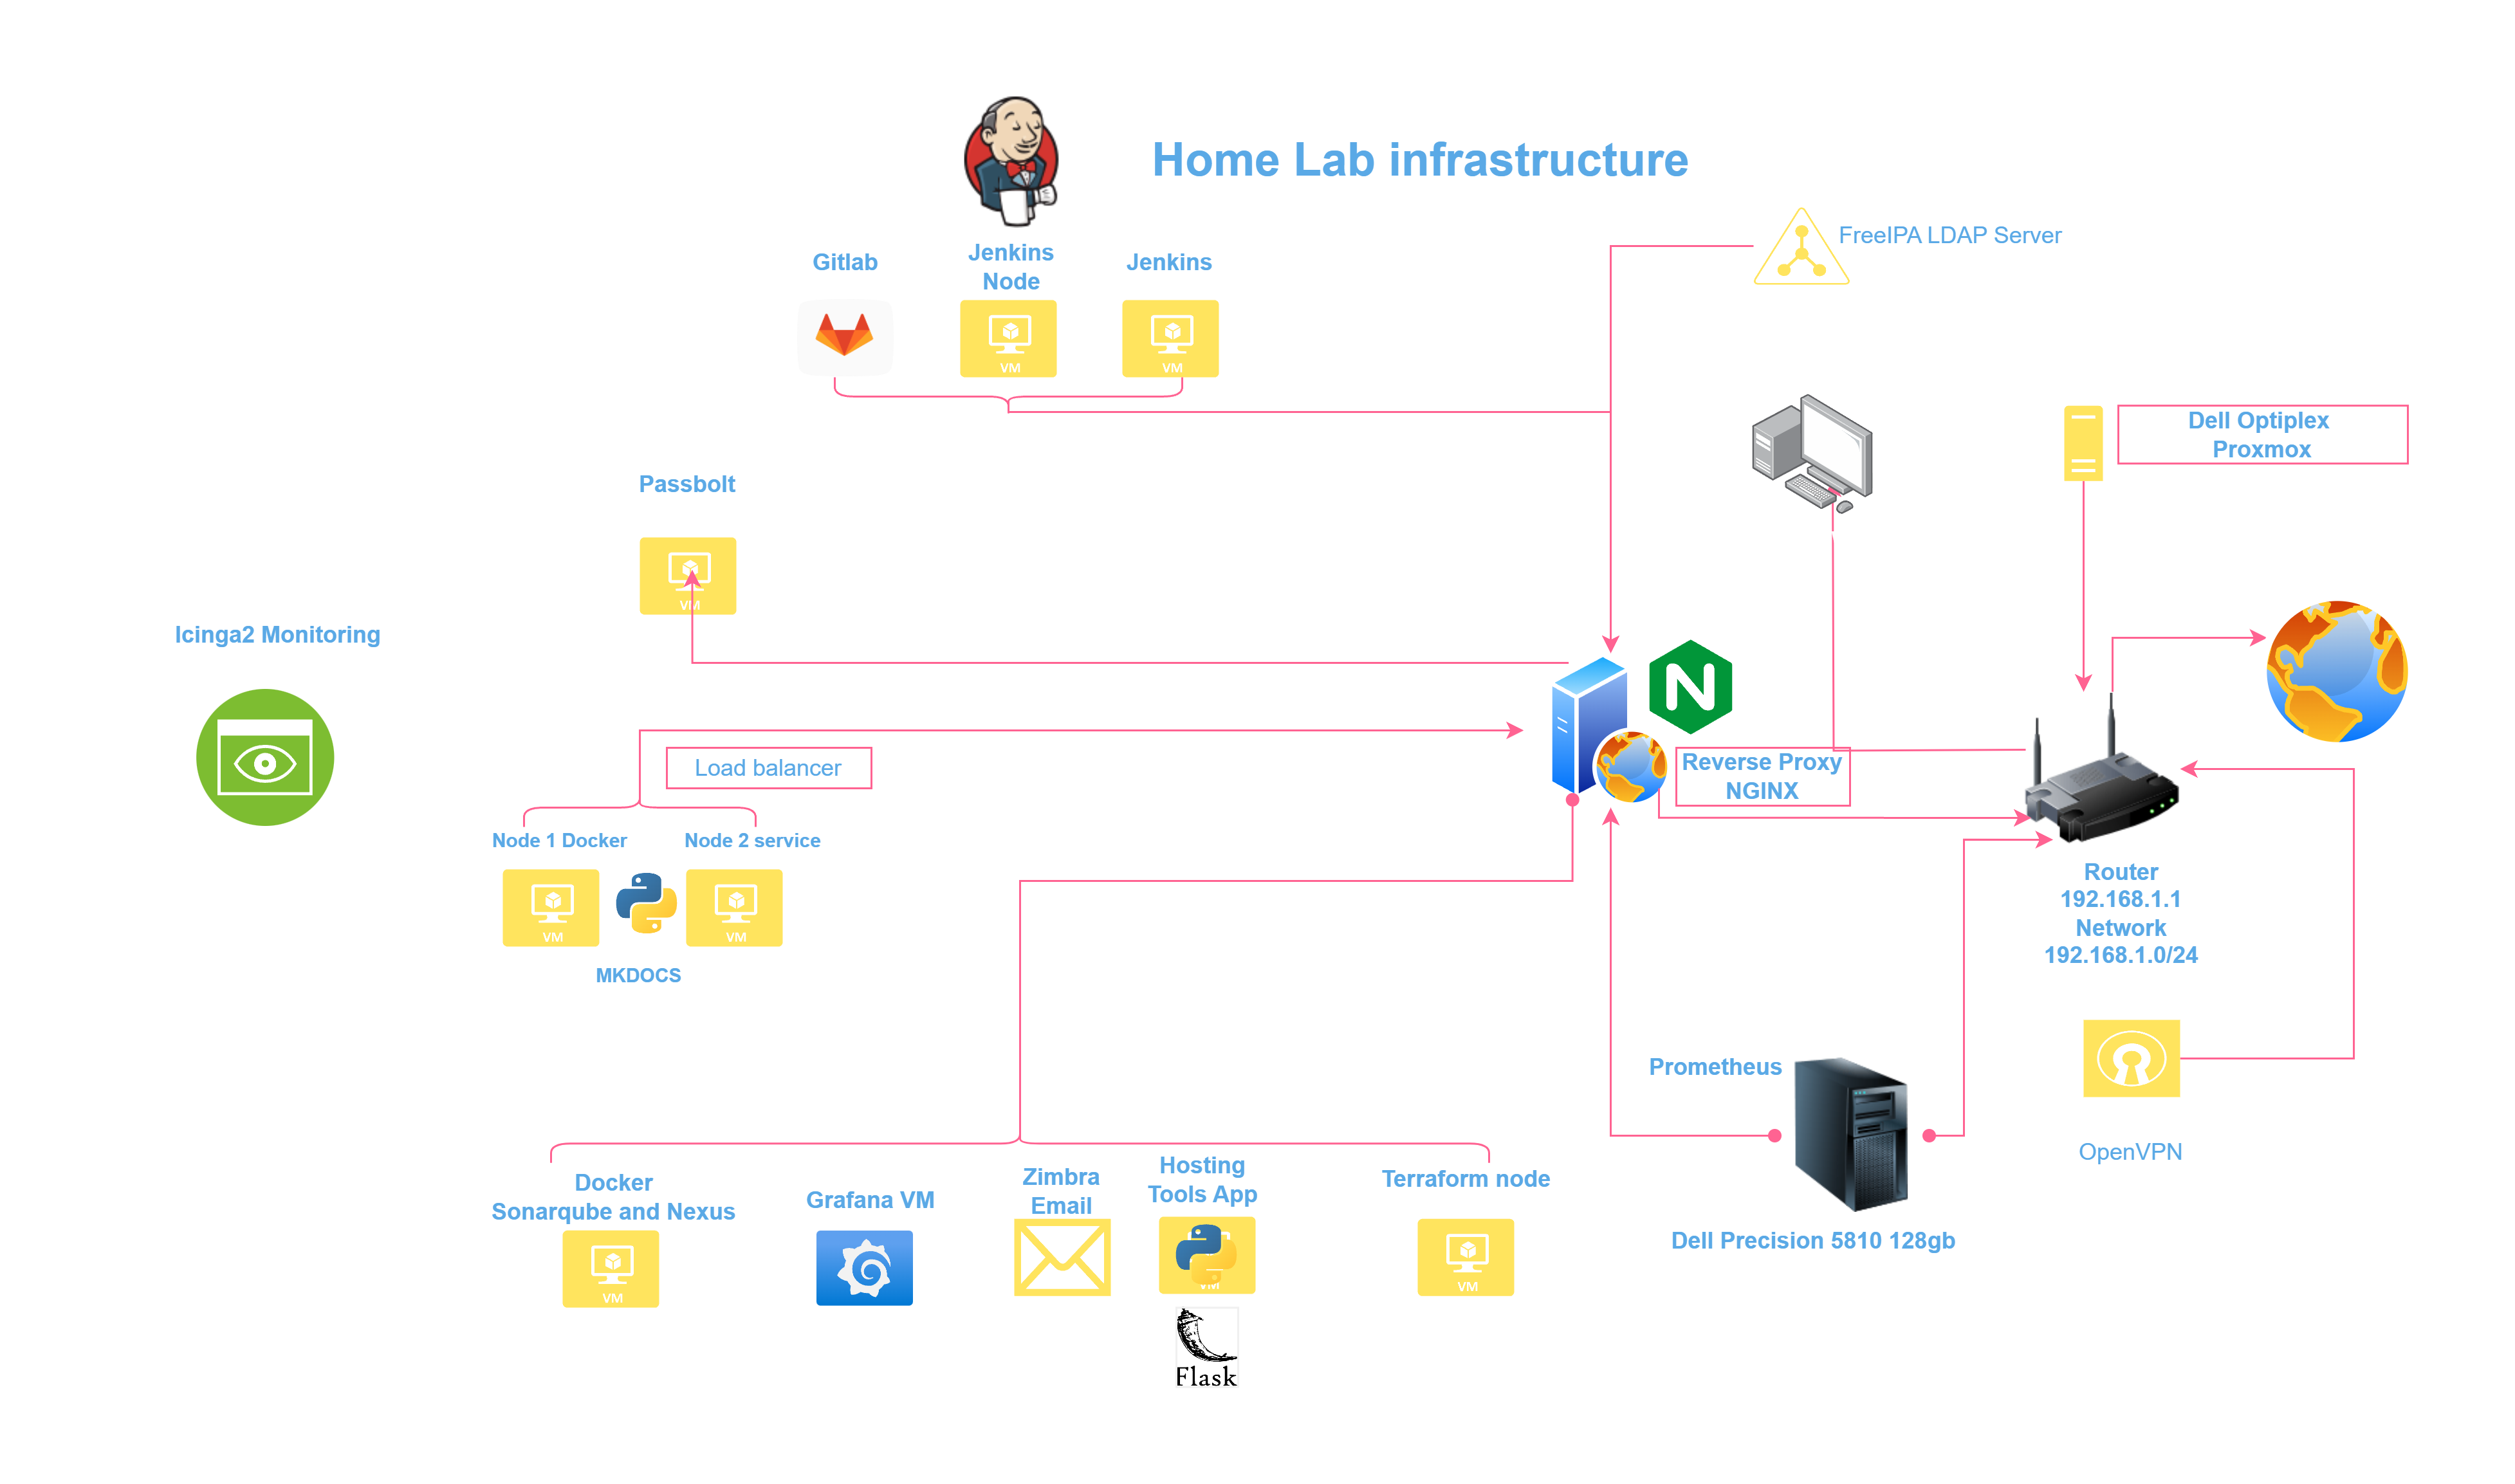 Home Lab infrastructure
FreeIPA LDAP Server
Gitlab
Jenkins
Node
Jenkins
VM
VM
Dell Optiplex
Proxmox
Passbolt
VM
Icinga2 Monitoring
Load balancer
Reverse Proxy
NGINX
Node 1 Docker
Node 2 service
VM
VM
MKDOCS
Router
192.168.1.1
Network
192.168.1.0/24
Prometheus
OpenVPN
Dell Precision 5810 128gb
Docker
Sonarqube and Nexus
VM
Grafana VM
Zimbra
Email
Hosting
Tools App
VM
Flask
Terraform node
VM